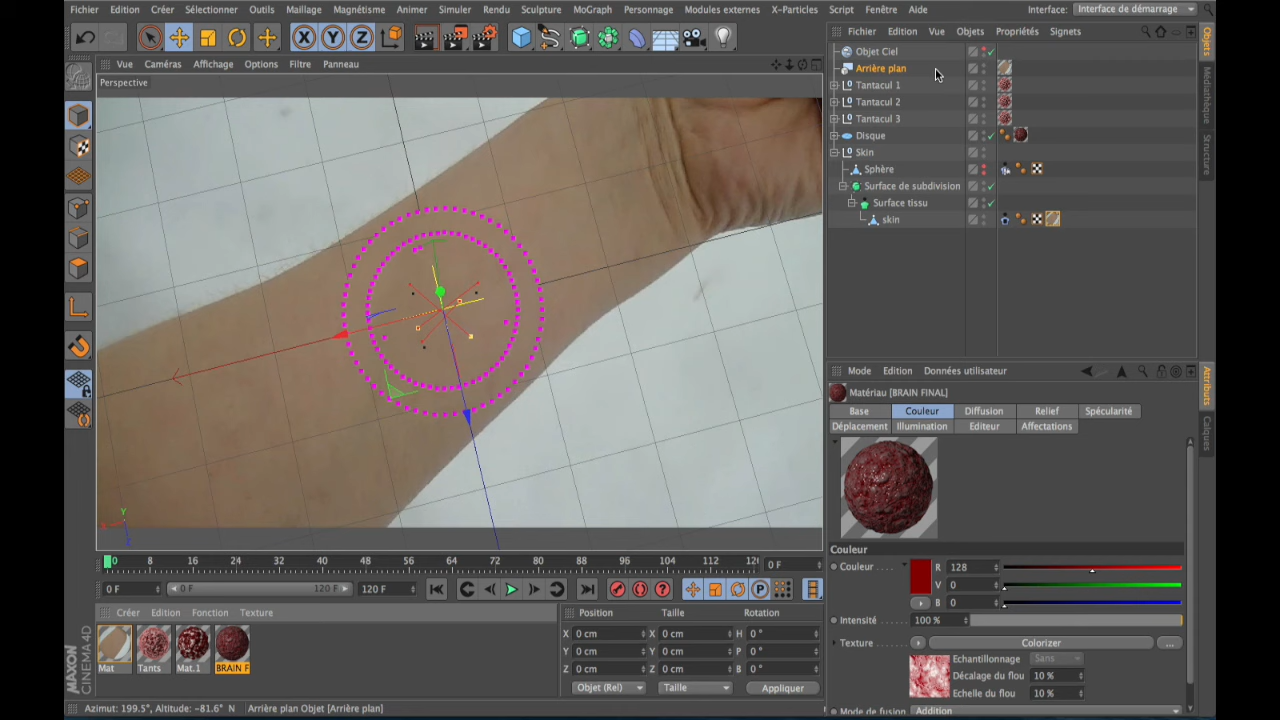 Fichier Edition Créer Sélectionner Outils Maillage Magnétisme Animer Simuler Rendu Sculpture MoGraph Personnage Modules externes X-Particles Script Fenêtre Aide Interface: Interface de démarrage
Vue Caméras Affichage Options Filtre Panneau
Perspective
Fichier Edition Vue Objets Propriétés Signets
Objet Ciel
Arrière plan
Tantacul 1
Tantacul 2
Tantacul 3
Disque
Skin
Sphère
Surface de subdivision
Surface tissu
skin
Objets
Médiathèque
Structure
Mode Edition Données utilisateur
Matériau [BRAIN FINAL]
Base Couleur Diffusion Relief Spécularité
Déplacement Illumination Editeur Affectations
Attributs
Calques
Couleur
Couleur R 128
V 0
B 0
Intensité 100 %
Texture Colorizer ...
Echantillonnage Sans
Décalage du flou 10 %
Echelle du flou 10 %
Mode de fusion Addition
Y
0 8 16 24 32 40 48 56 64 72 80 88 96 104 112 12 0 F
0 F 0 F 120 F 120 F
Créer Edition Fonction Texture
Mat Tants Mat.1 BRAIN F
Position Taille Rotation
X 0 cm X 0 cm H 0 °
Y 0 cm Y 0 cm P 0 °
Z 0 cm Z 0 cm B 0 °
Objet (Rel) Taille Appliquer
MAXON
CINEMA 4D
Azimut: 199.5°, Altitude: -81.6° N Arrière plan Objet [Arrière plan]